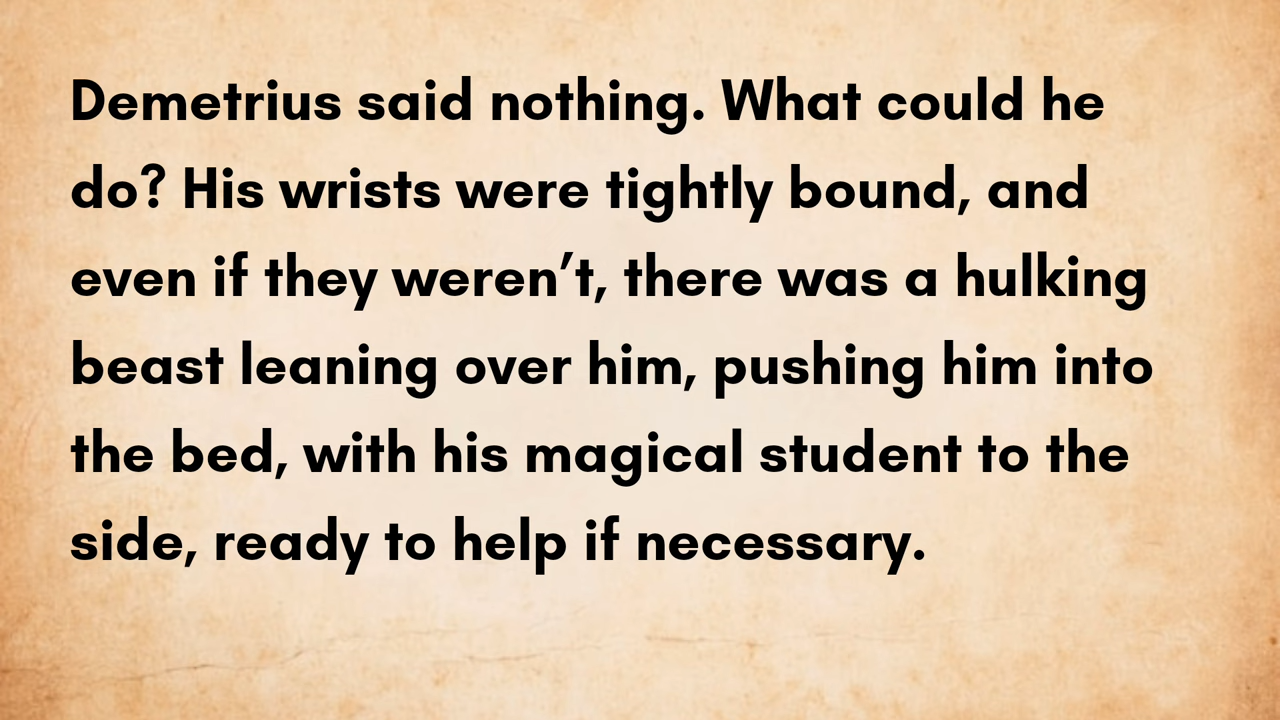 Demetrius said nothing. What could he
do? His wrists were tightly bound, and
even if they weren’t, there was a hulking
beast leaning over him, pushing him into
the bed, with his magical student to the
side, ready to help if necessary.